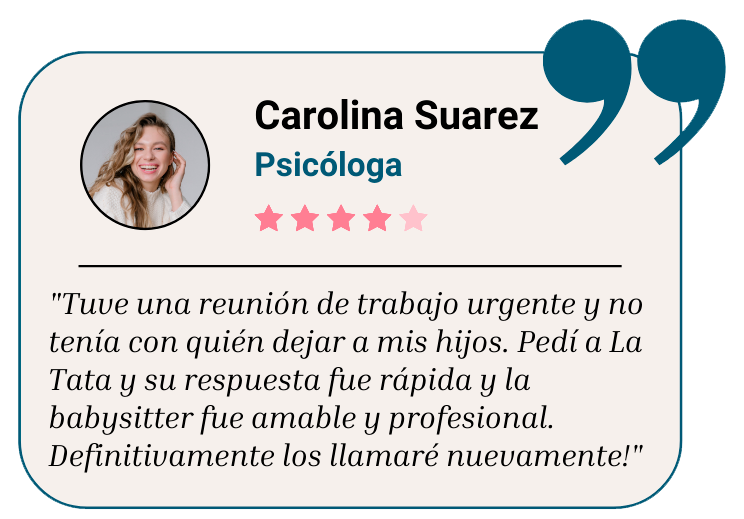 Carolina Suarez
Psicóloga
"Tuve una reunión de trabajo urgente y no
tenía con quién dejar a mis hijos. Pedí a La
Tata y su respuesta fue rápida y la
babysitter fue amable y profesional.
Definitivamente los llamaré nuevamente!"